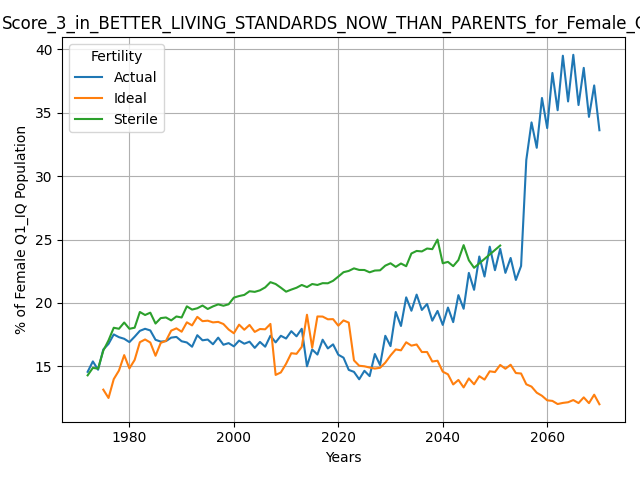 Score_3_in_BETTER_LIVING_STANDARDS_NOW_THAN_PARENTS_for_Female_
Fertility
Actual
Ideal
Sterile
% of Female Q1_IQ Population
40
35
30
25
20
15
1980
2000
2020
2040
2060
Years